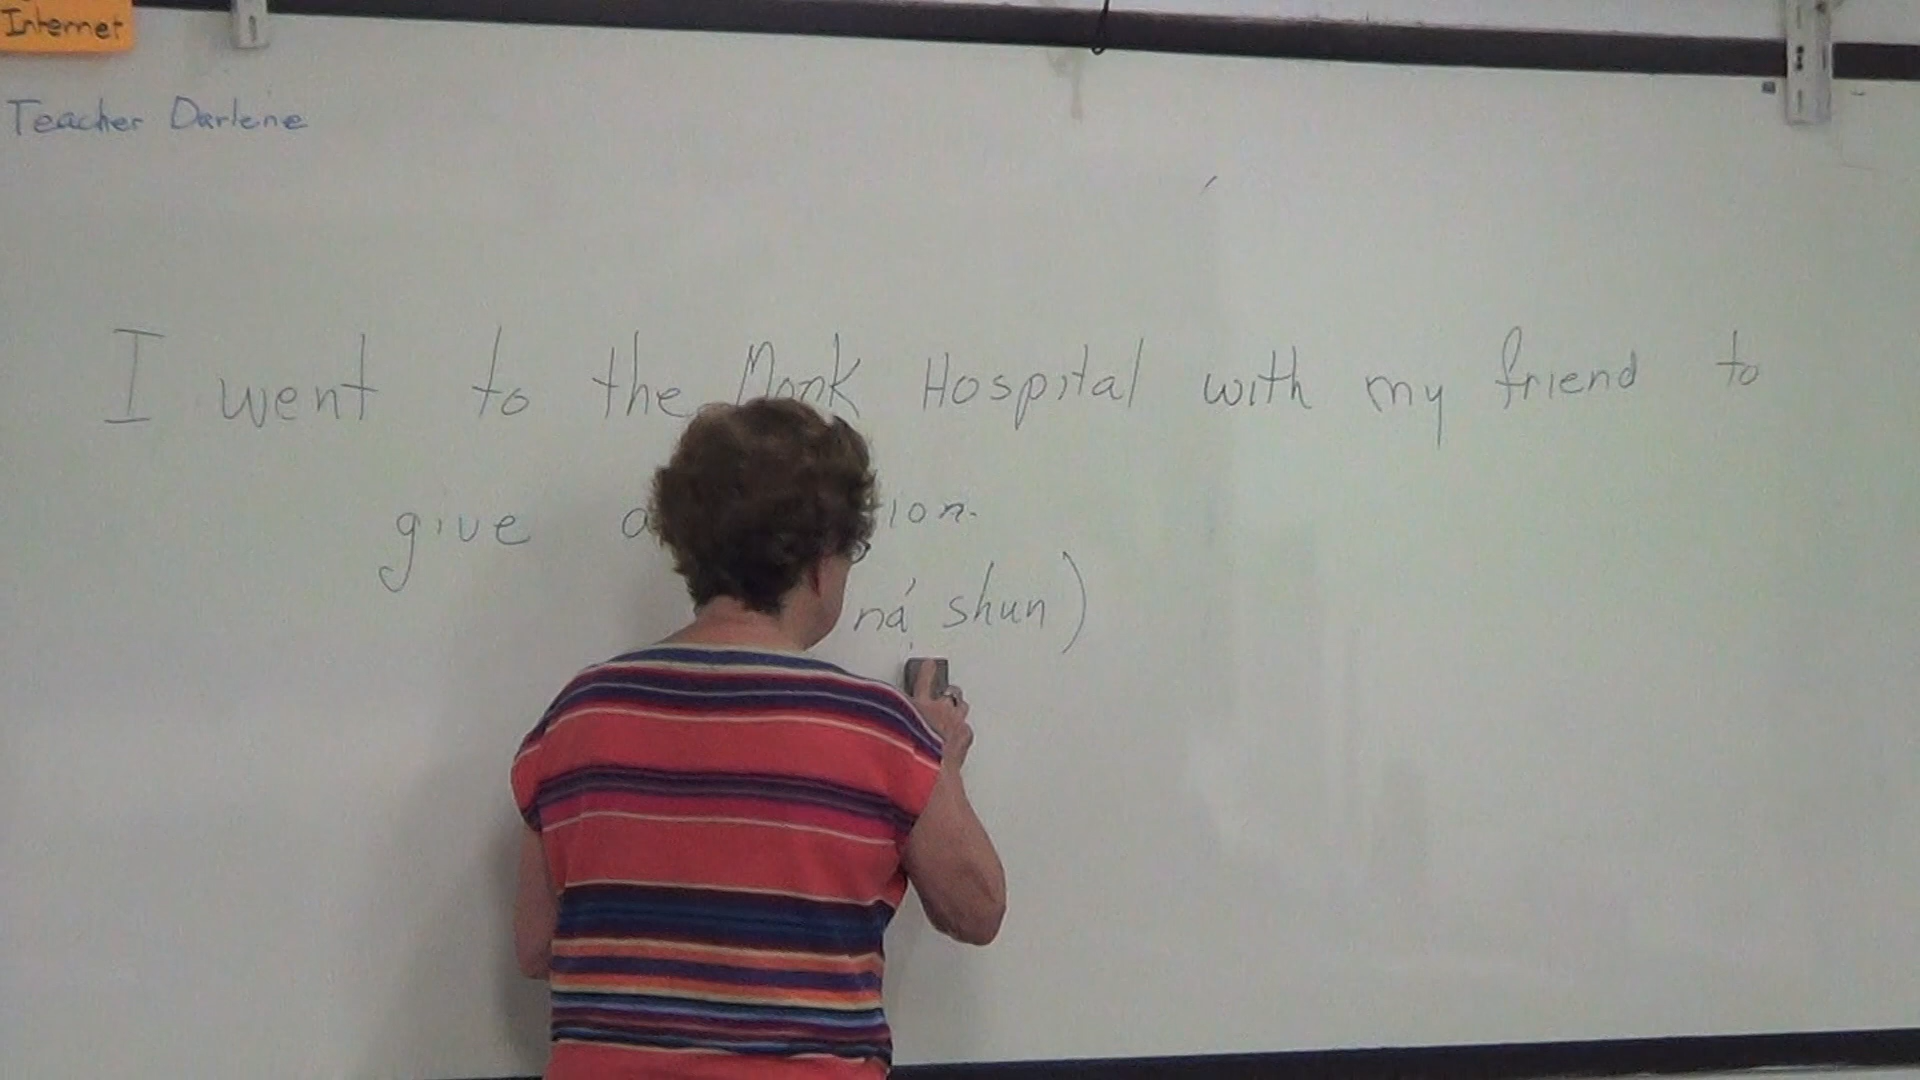 Internet
Teacher Darlene
I went to the Monk Hospital with my friend to
give a ion.
ná shun)